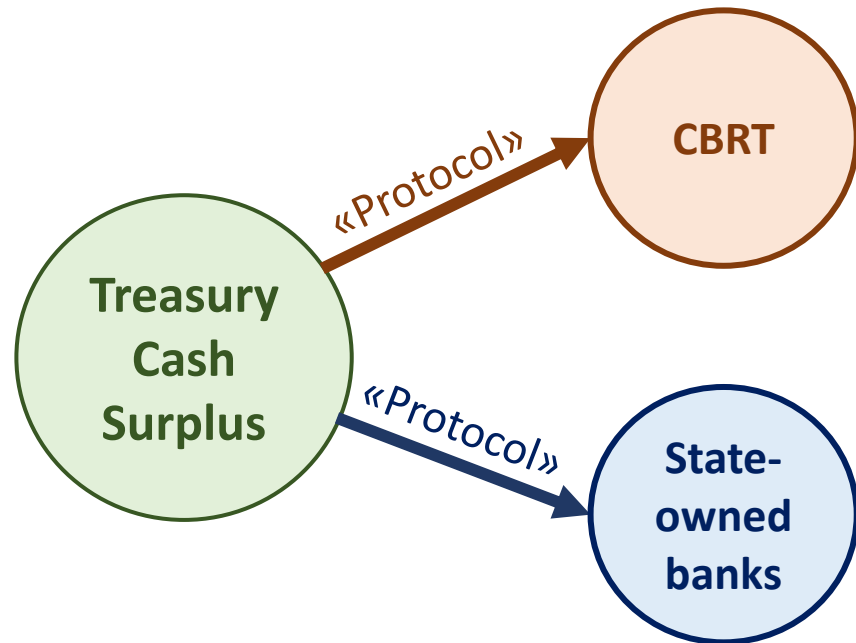 CBRT
«Protocol»
Treasury
Cash
Surplus
«Protocol»
State-
owned
banks